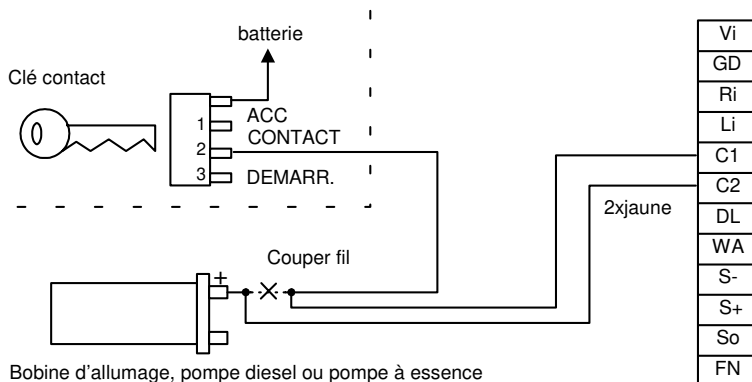 batterie
Clé contact
1 ACC
CONTACT
2
3 DEMARR.
2xjaune
Couper fil
+
Bobine d'allumage, pompe diesel ou pompe à essence
Vi
GD
Ri
Li
C1
C2
DL
WA
S-
S+
So
FN